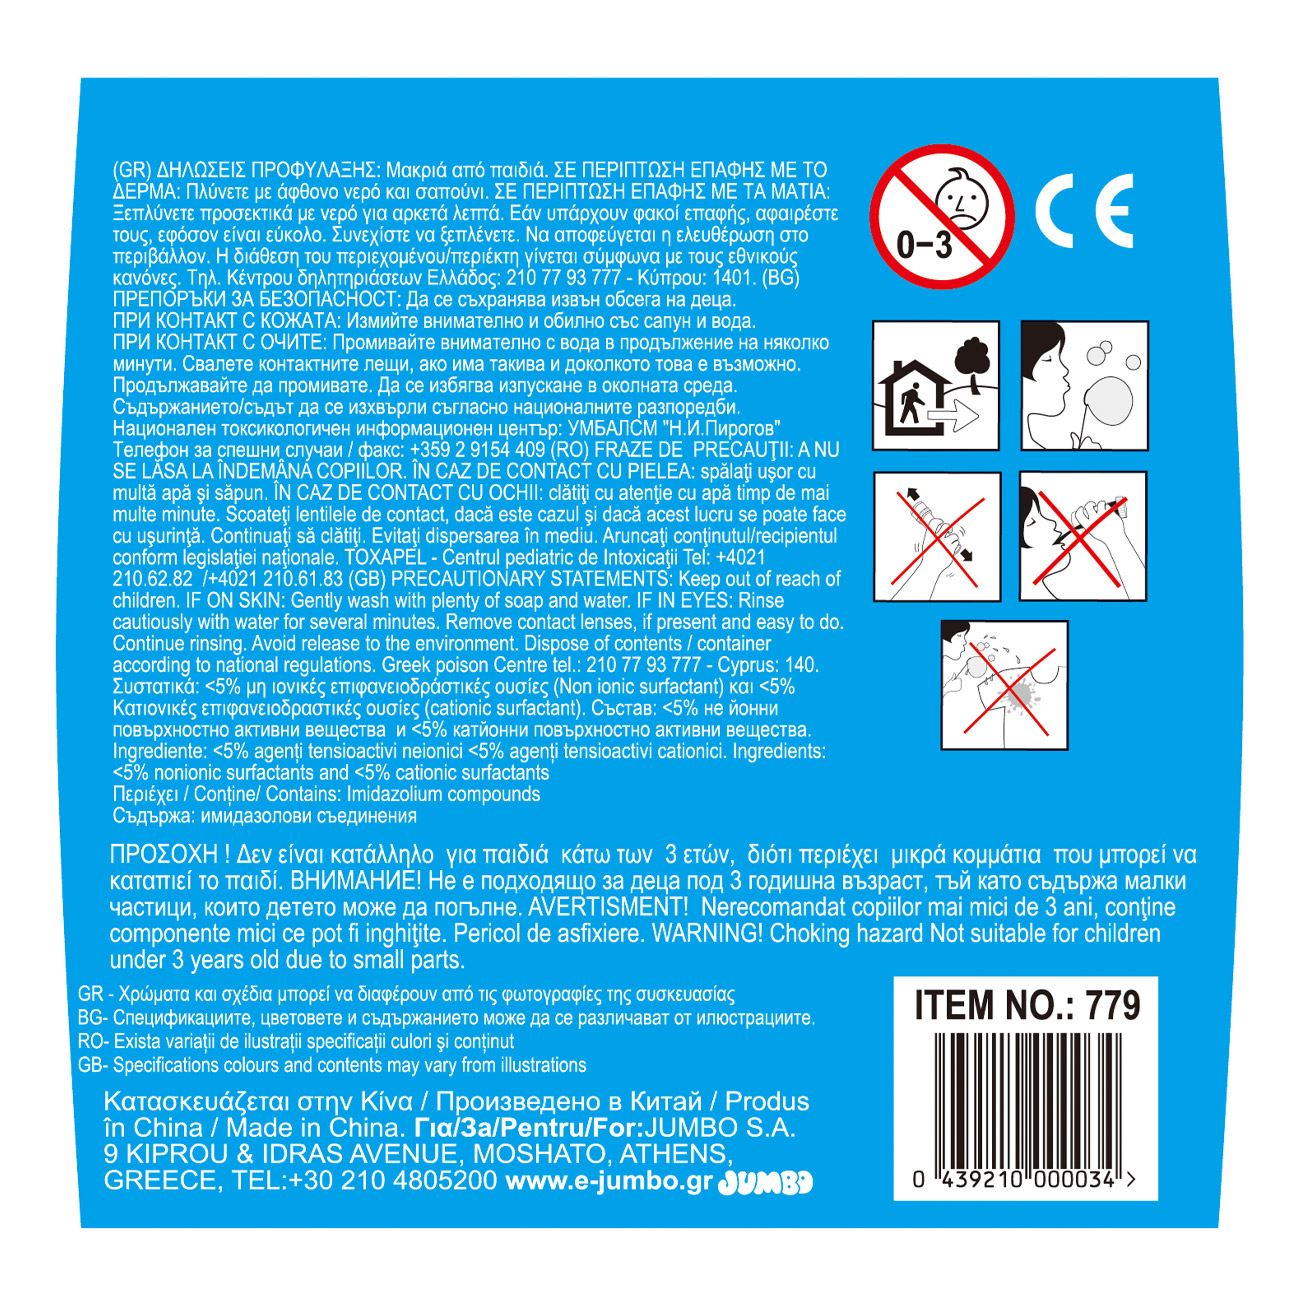 (GR) ΔΗΛΩΣΕΙΣ ΠΡΟΦΥΛΑΞΗΣ: Μακριά από παιδιά. ΣΕ ΠΕΡΙΠΤΩΣΗ ΕΠΑΦΗΣ ΜΕ ΤΟ
ΔΕΡΜΑ: Πλύνετε με άφθονο νερό και σαπούνι. ΣΕ ΠΕΡΙΠΤΩΣΗ ΕΠΑΦΗΣ ΜΕ ΤΑ ΜΑΤΙΑ:
Ξεπλύνετε προσεκτικά με νερό για αρκετά λεπτά. Εάν υπάρχουν φακοί επαφής, αφαιρέστε
τους, εφόσον είναι εύκολο. Συνεχίστε να ξεπλένετε. Να αποφεύγεται η ελευθέρωση στο
περιβάλλον. Η διάθεση του περιεχομένου/περιέκτη γίνεται σύμφωνα με τους εθνικούς
κανόνες. Τηλ. Κέντρου δηλητηριάσεων Ελλάδος: 210 77 93 777 - Κύπρου: 1401. (BG)
ПРЕПОРЪКИ ЗА БЕЗОПАСНОСТ: Да се съхранява извън обсега на деца.
ПРИ КОНТАКТ С КОЖАТА: Измийте внимателно и обилно със сапун и вода.
ПРИ КОНТАКТ С ОЧИТЕ: Промивайте внимателно с вода в продължение на няколко
минути. Свалете контактните лещи, ако има такива и доколкото това е възможно.
Продължавайте да промивате. Да се избягва изпускане в околната среда.
Съдържанието/съдът да се изхвърли съгласно националните разпоредби.
Национален токсикологичен информационен център: УМБАЛСМ "Н.И.Пирогов"
Телефон за спешни случаи / факс: +359 2 9154 409 (RO) FRAZE DE PRECAUŢII: A NU
SE LĂSA LA ÎNDEMÂNA COPIILOR. ÎN CAZ DE CONTACT CU PIELEA: spălaţi uşor cu
multă apă şi săpun. ÎN CAZ DE CONTACT CU OCHII: clătiţi cu atenţie cu apă timp de mai
multe minute. Scoateţi lentilele de contact, dacă este cazul şi dacă acest lucru se poate face
cu uşurinţă. Continuaţi să clătiţi. Evitaţi dispersarea în mediu. Aruncaţi conţinutul/recipientul
conform legislaţiei naţionale. TOXAPEL - Centrul pediatric de Intoxicaţii Tel: +4021
210.62.82 /+4021 210.61.83 (GB) PRECAUTIONARY STATEMENTS: Keep out of reach of
children. IF ON SKIN: Gently wash with plenty of soap and water. IF IN EYES: Rinse
cautiously with water for several minutes. Remove contact lenses, if present and easy to do.
Continue rinsing. Avoid release to the environment. Dispose of contents / container
according to national regulations. Greek poison Centre tel.: 210 77 93 777 - Cyprus: 140.
Συστατικά: <5% μη ιονικές επιφανειοδράστικές ουσίες (Non ionic surfactant) και <5%
Κατιονικές επιφανειοδραστικές ουσίες (cationic surfactant). Състав: <5% не йонни
повърхностно активни вещества и <5% катйонни повърхностно активни вещества.
Ingrediente: <5% agenţi tensioactivi neionici <5% agenţi tensioactivi cationici. Ingredients:
<5% nonionic surfactants and <5% cationic surfactants
Περιέχει / Conţine/ Contains: Imidazolium compounds
Съдържа: имидазолови съединения
0-3
CE
ΠΡΟΣΟΧΗ ! Δεν είναι κατάλληλο για παιδιά κάτω των 3 ετών, διότι περιέχει μικρά κομμάτια που μπορεί να
καταπιεί το παιδί. ВНИМАНИЕ! Не е подходящо за деца под 3 годишна възраст, тъй като съдържа малки
частици, които детето може да погълне. AVERTISMENT! Nerecomandat copiilor mai mici de 3 ani, conţine
componente mici ce pot fi inghiţite. Pericol de asfixiere. WARNING! Choking hazard Not suitable for children
under 3 years old due to small parts.
GR - Χρώματα και σχέδια μπορεί να διαφέρουν από τις φωτογραφίες της συσκευασίας
BG- Спецификациите, цветовете и съдържанието може да се различават от илюстрациите.
RO- Exista variaţii de ilustraţii specificaţii culori şi conţinut
GB- Specifications colours and contents may vary from illustrations
Κατασκευάζεται στην Κίνα / Произведено в Китай / Produs
în China / Made in China. Για/За/Pentru/For:JUMBO S.A.
9 KIPROU & IDRAS AVENUE, MOSHATO, ATHENS,
GREECE, TEL:+30 210 4805200 www.e-jumbo.gr JUMBO
ITEM NO.: 779
0 439210 000034 >